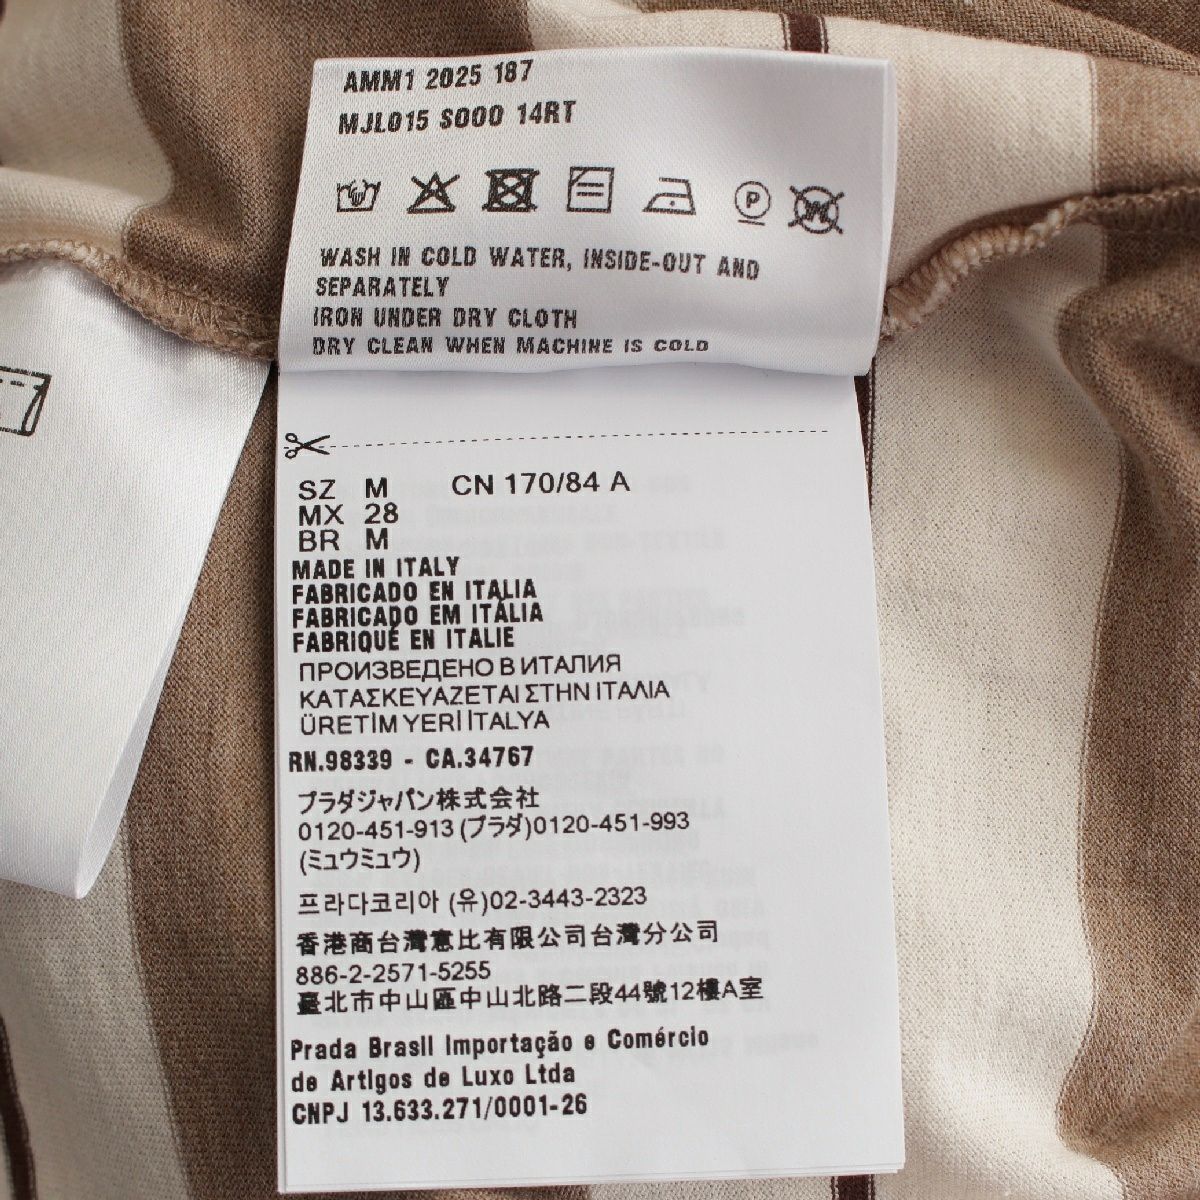 AMM1 2025 187
MJL015 S000 14RT
P
W
WASH IN COLD WATER, INSIDE-OUT AND
SEPARATELY
IRON UNDER DRY CLOTH
DRY CLEAN WHEN MACHINE IS COLD
SZ M CN 170/84 A
MX 28
BR M
MADE IN ITALY
FABRICADO EN ITALIA
FABRICADO EM ITÁLIA
FABRIQUÉ EN ITALIE
ПРОИЗВЕДЕНО В ИТАЛИЯ
ΚΑΤΑΣΚΕΥΑΖΕΤΑΙ ΣΤΗΝ ΙΤΑΛΙΑ
ÜRETİM YERİ İTALYA
RN.98339 - CA.34767
プラダジャパン株式会社
0120-451-913 (プラダ)0120-451-993
(ミュウミュウ)
프라다코리아 (유)02-3443-2323
香港商台灣意比有限公司台灣分公司
886-2-2571-5255
臺北市中山區中山北路二段44號12樓A室
Prada Brasil Importação e Comércio
de Artigos de Luxo Ltda
CNPJ 13.633.271/0001-26